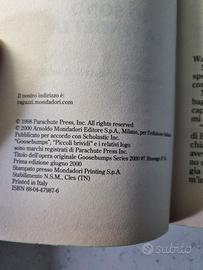 Il nostro indirizzo è:
ragazzi.mondadori.com
© 1998 Parachute Press, Inc. All rights reserved
© 2000 Arnoldo Mondadori Editore S.p.A., Milano, per l'edizione
Pubblicato per accordo con Scholastic Inc.
"Goosebumps", "Piccoli brividi" e i relativi logo
sono marchi registrati di Parachute Press, Inc.
Titolo dell'opera originale Goosebumps Series 2000 #7
Prima edizione giugno 2000
Stampato presso Mondadori Printing S.p.A.
Stabilimento N.S.M., Cles (TN)
Printed in Italy
ISBN 88-04-47987-6
subito